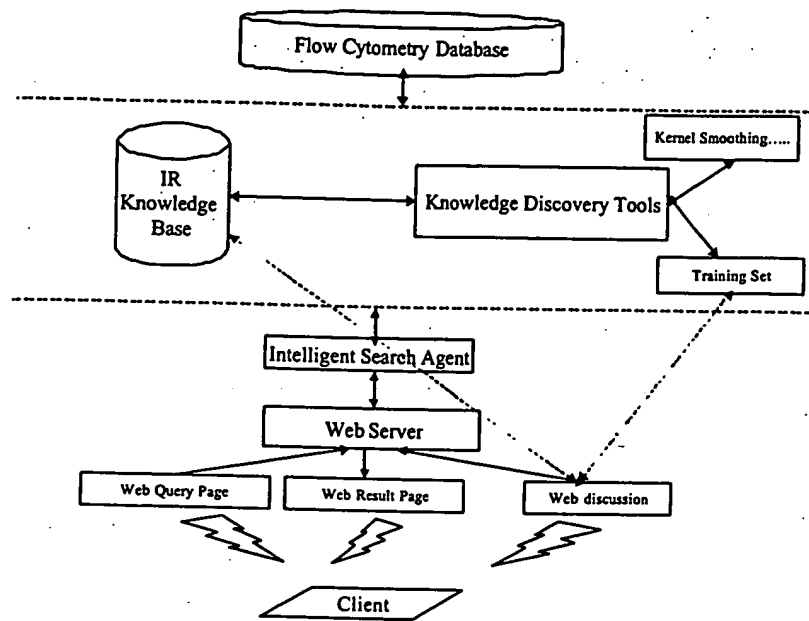 Flow Cytometry Database
Kernel Smoothing.....
IR
Knowledge
Base
Knowledge Discovery Tools
Training Set
Intelligent Search Agent
Web Server
Web Query Page
Web Result Page
Web discussion
Client